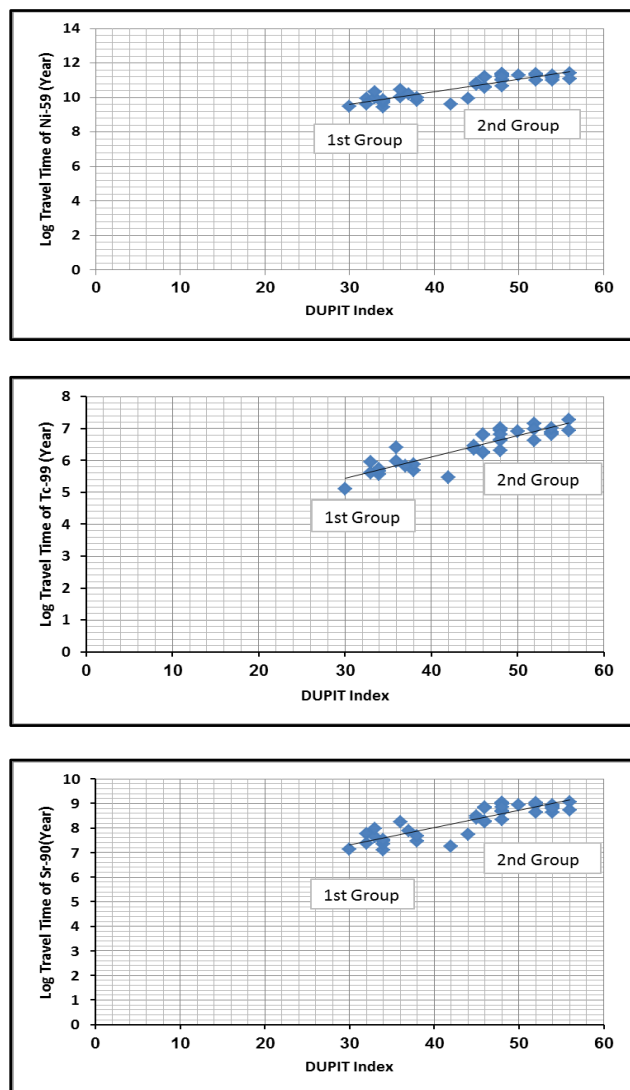 Log Travel Time of Ni-59 (Year)
14
12
10
8
6
4
2
0
1st Group
2nd Group
0 10 20 30 40 50 60
DUPIT Index
Log Travel Time of Tc-99 (Year)
8
7
6
5
4
3
2
1
0
1st Group
2nd Group
0 10 20 30 40 50 60
DUPIT Index
Log Travel Time of Sr-90(Year)
10
9
8
7
6
5
4
3
2
1
0
2nd Group
1st Group
0 10 20 30 40 50 60
DUPIT Index